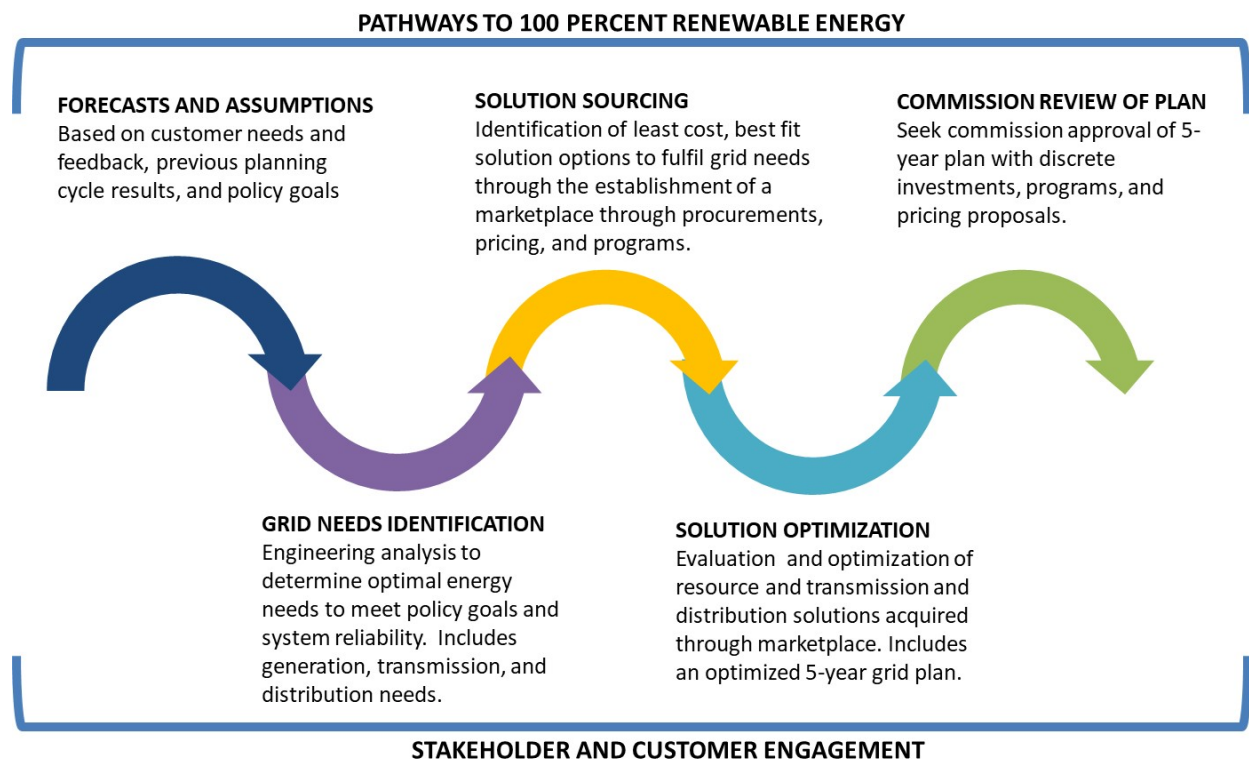 PATHWAYS TO 100 PERCENT RENEWABLE ENERGY
FORECASTS AND ASSUMPTIONS
Based on customer needs and
feedback, previous planning
cycle results, and policy goals
SOLUTION SOURCING
Identification of least cost, best fit
solution options to fulfil grid needs
through the establishment of a
marketplace through procurements,
pricing, and programs.
COMMISSION REVIEW OF PLAN
Seek commission approval of 5-
year plan with discrete
investments, programs, and
pricing proposals.
GRID NEEDS IDENTIFICATION
Engineering analysis to
determine optimal energy
needs to meet policy goals and
system reliability.  Includes
generation, transmission, and
distribution needs.
SOLUTION OPTIMIZATION
Evaluation  and optimization of
resource and transmission and
distribution solutions acquired
through marketplace. Includes
an optimized 5-year grid plan.
STAKEHOLDER AND CUSTOMER ENGAGEMENT